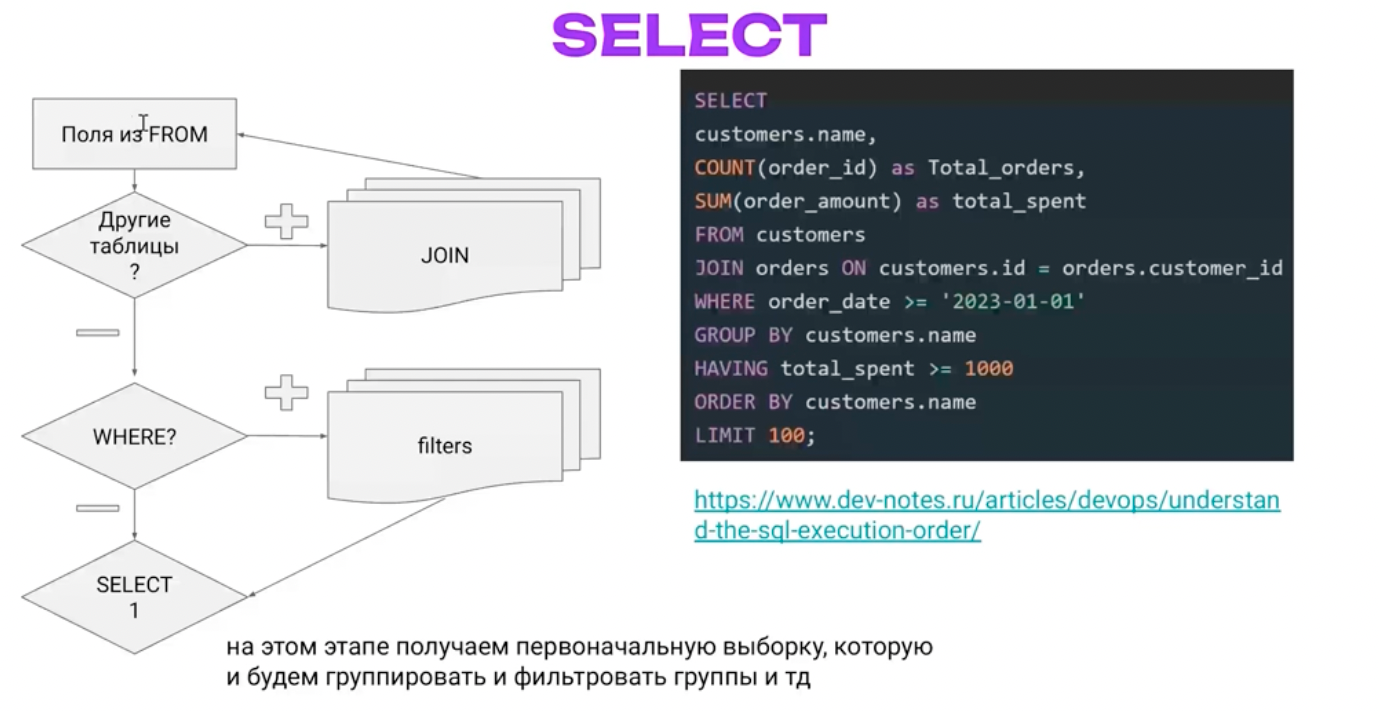 SELECT
Поля из FROM
Другие
таблицы
?
JOIN
WHERE?
filters
SELECT
1
на этом этапе получаем первоначальную выборку, которую
и будем группировать и фильтровать группы и тд
SELECT
customers.name,
COUNT(order_id) as Total_orders,
SUM(order_amount) as total_spent
FROM customers
JOIN orders ON customers.id = orders.customer_id
WHERE order_date >= '2023-01-01'
GROUP BY customers.name
HAVING total_spent >= 1000
ORDER BY customers.name
LIMIT 100;
https://www.dev-notes.ru/articles/devops/understan
d-the-sql-execution-order/